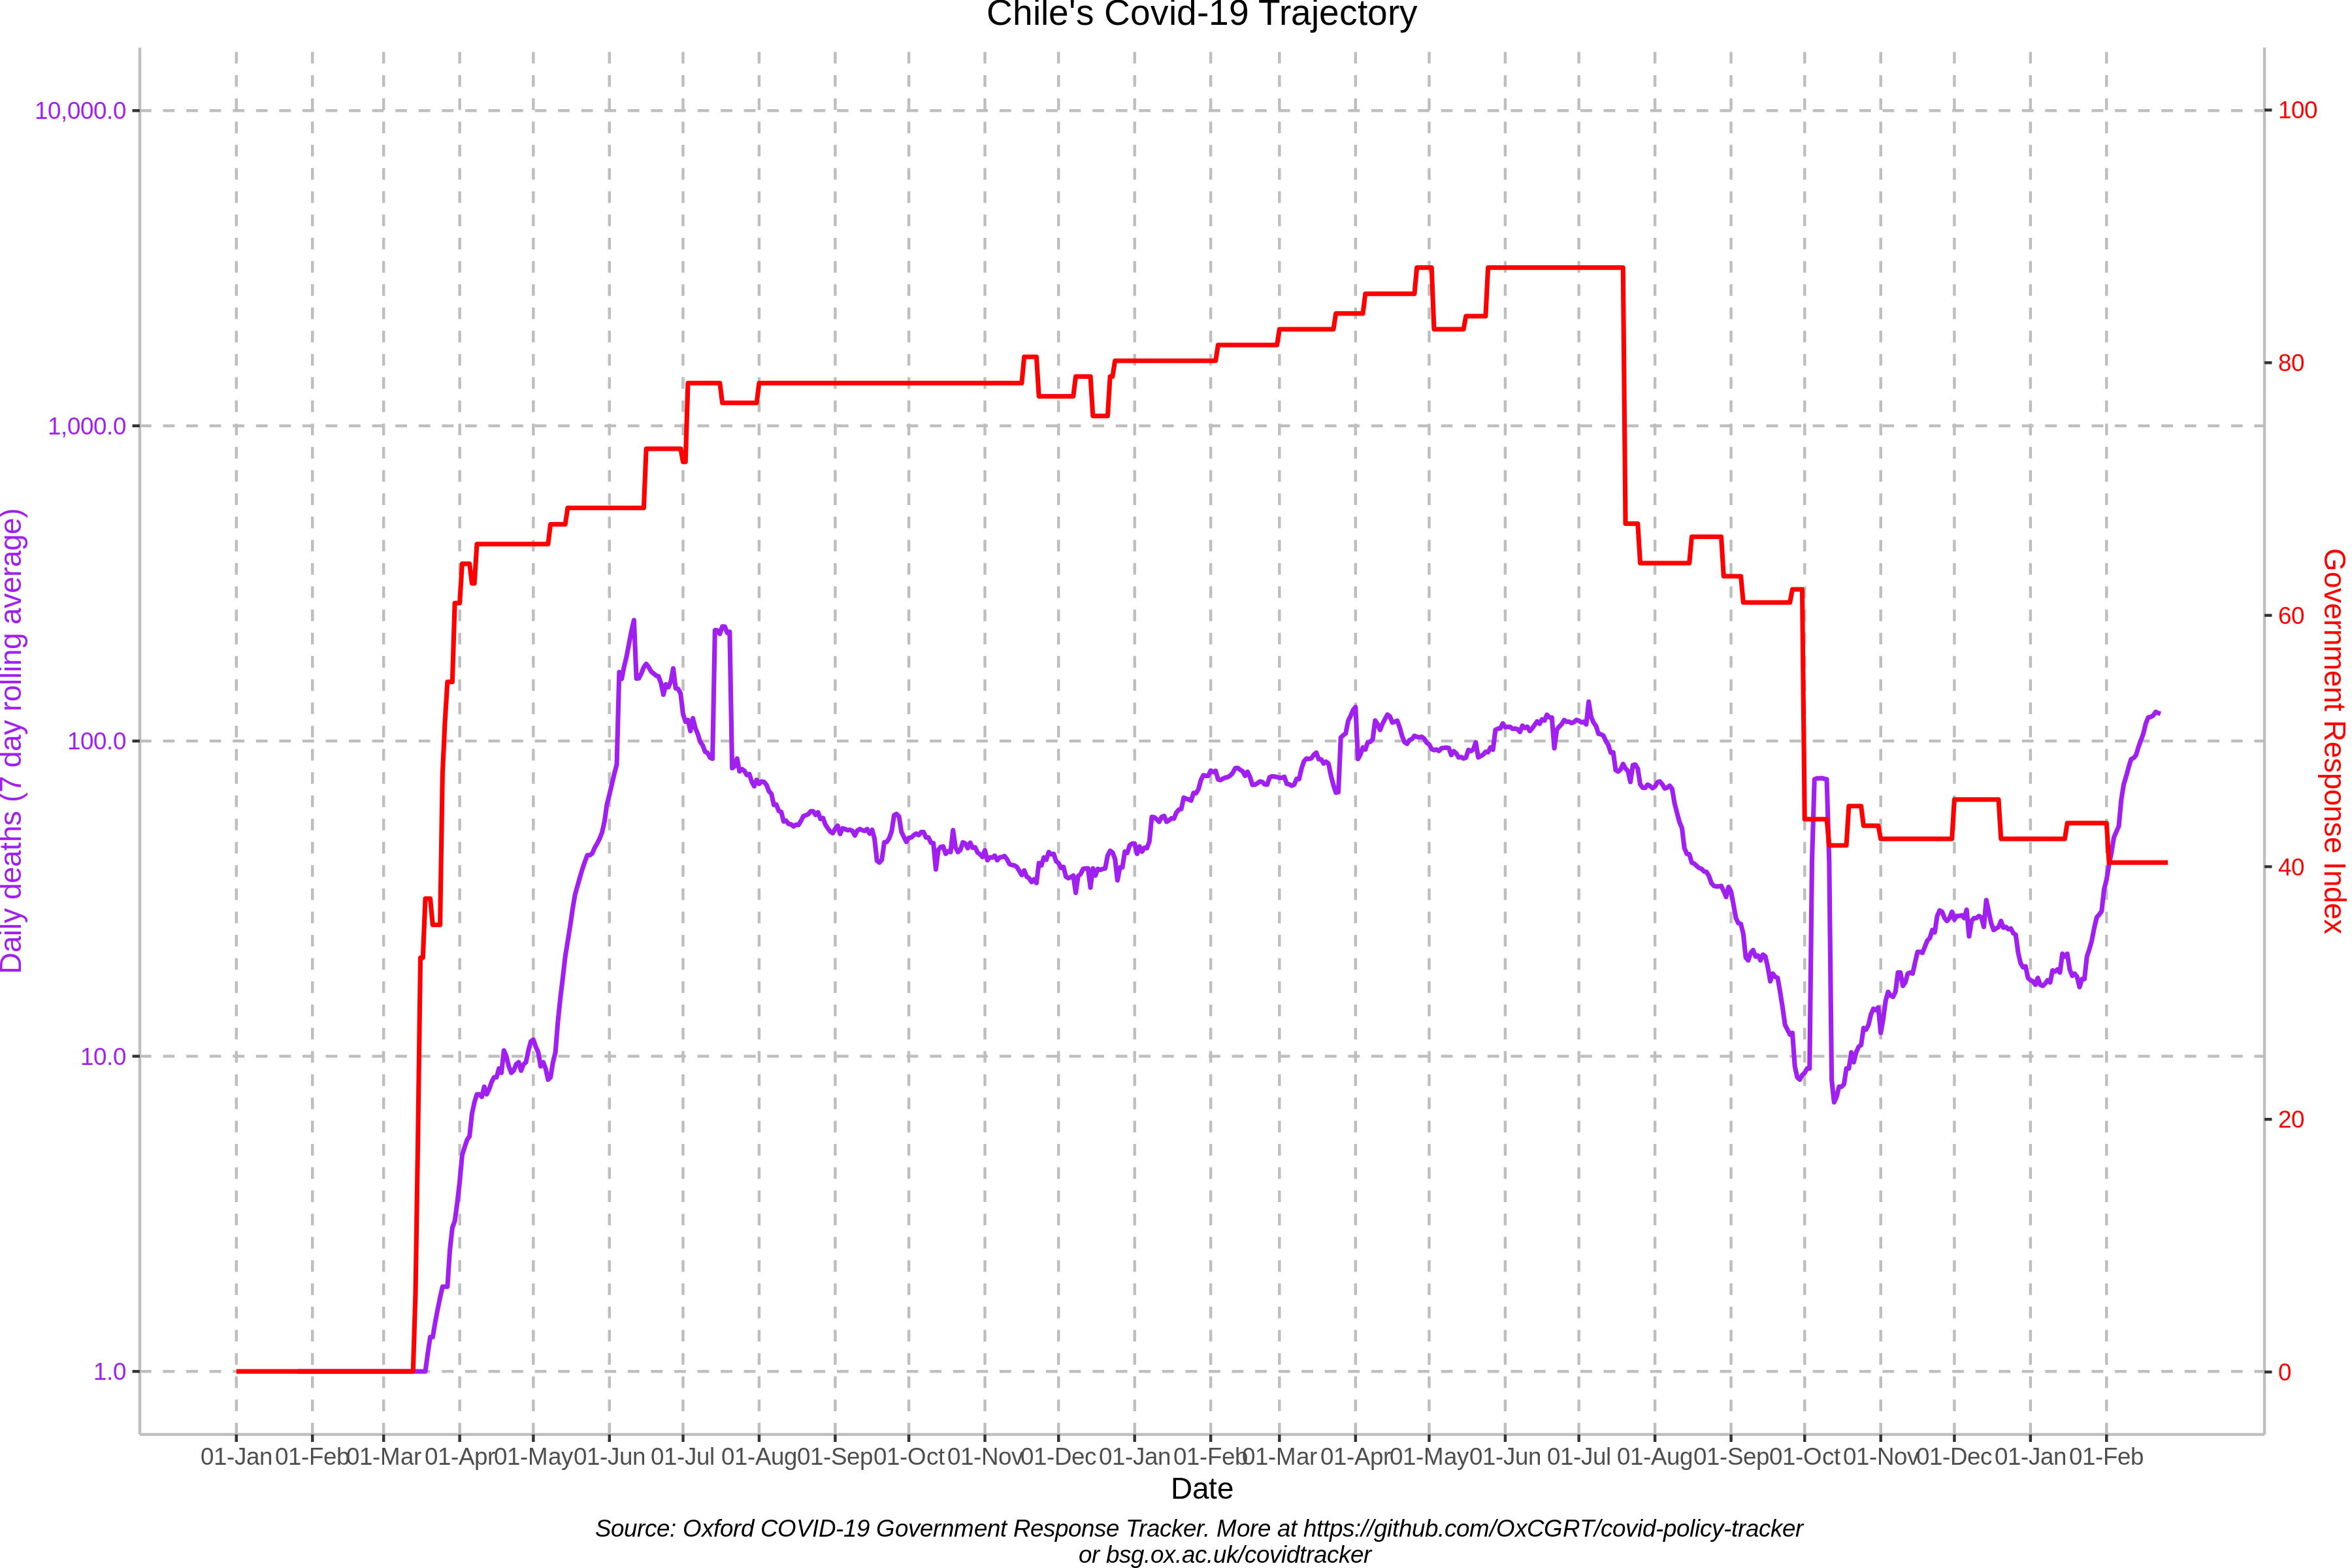 Chile's Covid-19 Trajectory
Daily deaths (7 day rolling average)
10,000.0
1,000.0
100.0
10.0
1.0
100
80
60
40
20
0
Government Response Index
01-Jan 01-Feb 01-Mar 01-Apr 01-May 01-Jun 01-Jul 01-Aug 01-Sep 01-Oct 01-Nov 01-Dec 01-Jan 01-Feb 01-Mar 01-Apr 01-May 01-Jun 01-Jul 01-Aug 01-Sep 01-Oct 01-Nov 01-Dec 01-Jan 01-Feb
Date
Source: Oxford COVID-19 Government Response Tracker. More at https://github.com/OxCGRT/covid-policy-tracker
or bsg.ox.ac.uk/covidtracker